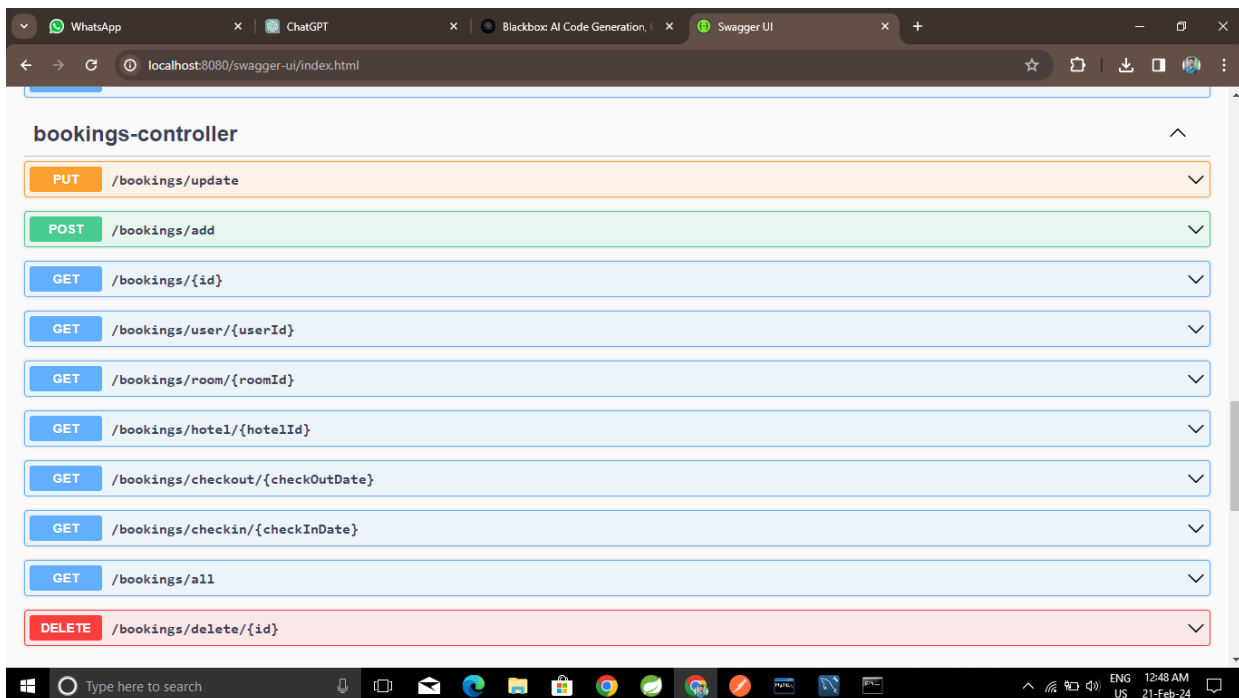 WhatsApp
ChatGPT
Blackbox: AI Code Generation,
Swagger UI
localhost:8080/swagger-ui/index.html
bookings-controller
PUT /bookings/update
POST /bookings/add
GET /bookings/{id}
GET /bookings/user/{userId}
GET /bookings/room/{roomId}
GET /bookings/hotel/{hotelId}
GET /bookings/checkout/{checkOutDate}
GET /bookings/checkin/{checkInDate}
GET /bookings/all
DELETE /bookings/delete/{id}
Type here to search
ENG
US
12:48 AM
21-Feb-24